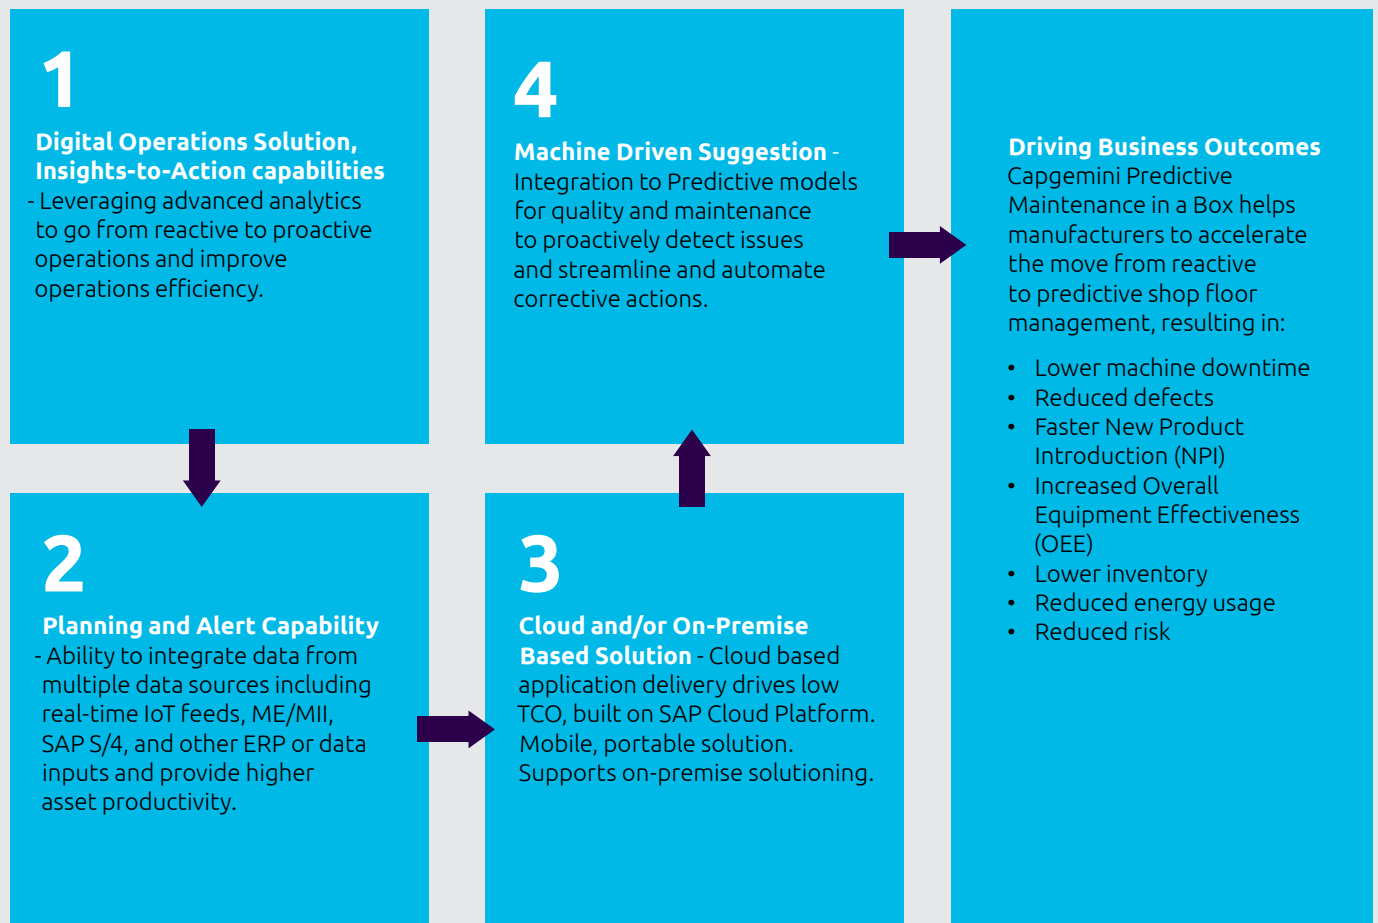 1
Digital Operations Solution,
Insights-to-Action capabilities
- Leveraging advanced analytics
to go from reactive to proactive
operations and improve
operations efficiency.
2
Planning and Alert Capability
- Ability to integrate data from
multiple data sources including
real-time IoT feeds, ME/MII,
SAP S/4, and other ERP or data
inputs and provide higher
asset productivity.
3
Cloud and/or On-Premise
Based Solution - Cloud based
application delivery drives low
TCO, built on SAP Cloud Platform.
Mobile, portable solution.
Supports on-premise solutioning.
4
Machine Driven Suggestion -
Integration to Predictive models
for quality and maintenance
to proactively detect issues
and streamline and automate
corrective actions.
Driving Business Outcomes
Capgemini Predictive
Maintenance in a Box helps
manufacturers to accelerate
the move from reactive
to predictive shop floor
management, resulting in:
• Lower machine downtime
• Reduced defects
• Faster New Product
Introduction (NPI)
• Increased Overall
Equipment Effectiveness
(OEE)
• Lower inventory
• Reduced energy usage
• Reduced risk